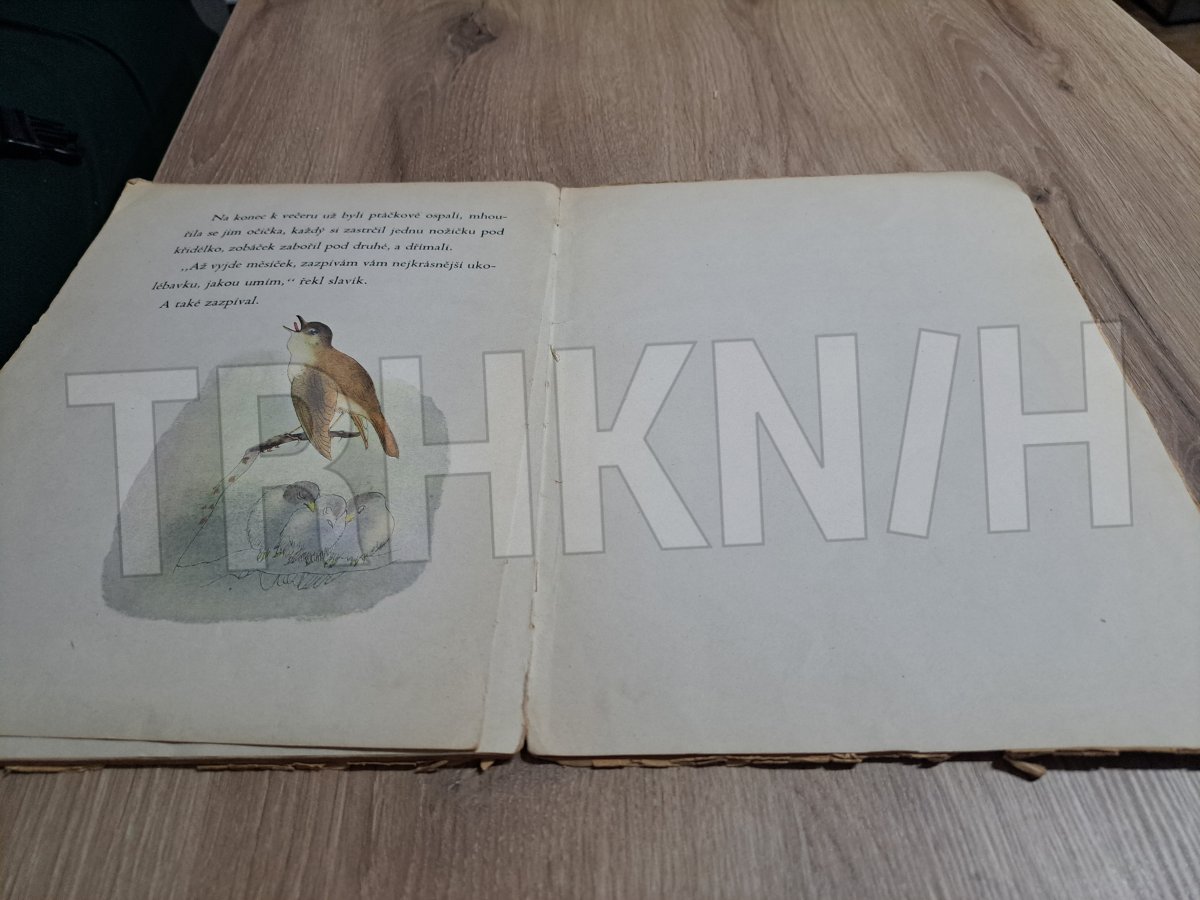 Na konec k večeru už byli ptáčkové ospalí, mhou-
řila se jim očička, každý si zastrčil jednu nožičku pod
křidélko, zobáček zabořil pod druhé, a dřímali.
„Až vyjde měsíček, zazpívám vám nejkrásnější uko-
lébavku, jakou umím,“ řekl slavík.
A také zazpíval.
TRHKN/H